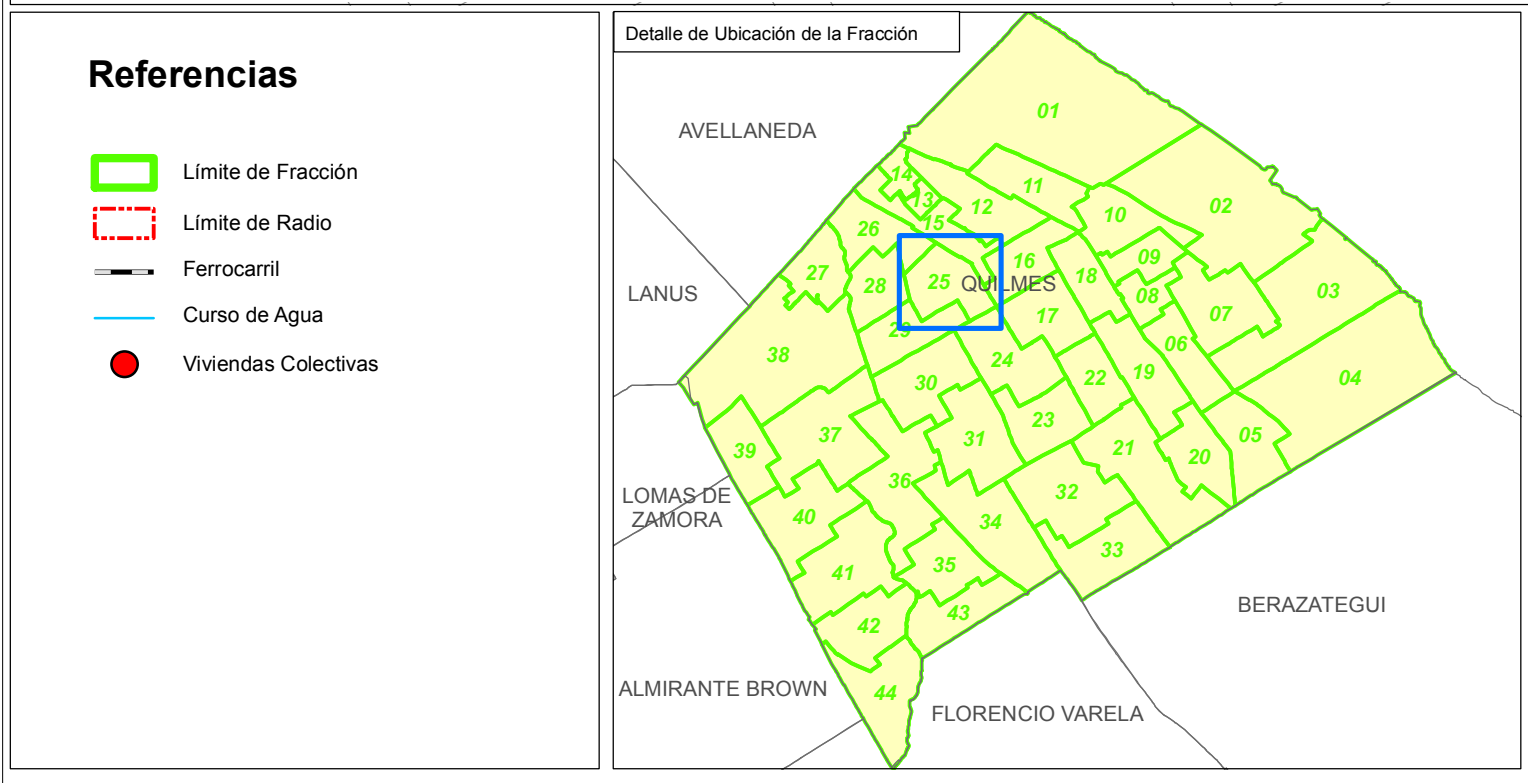 Referencias
Límite de Fracción
Límite de Radio
Ferrocarril
Curso de Agua
Viviendas Colectivas
Detalle de Ubicación de la Fracción
01
AVELLANEDA
14
11
13
12
10
02
15
26
09
16
27
18
25
28
QUILMES
03
LANUS
08
07
17
29
06
38
24
19
22
04
30
23
37
31
05
39
21
20
36
32
LOMAS DE
ZAMORA
40
34
33
35
41
43
BERAZATEGUI
42
ALMIRANTE BROWN
44
FLORENCIO VARELA